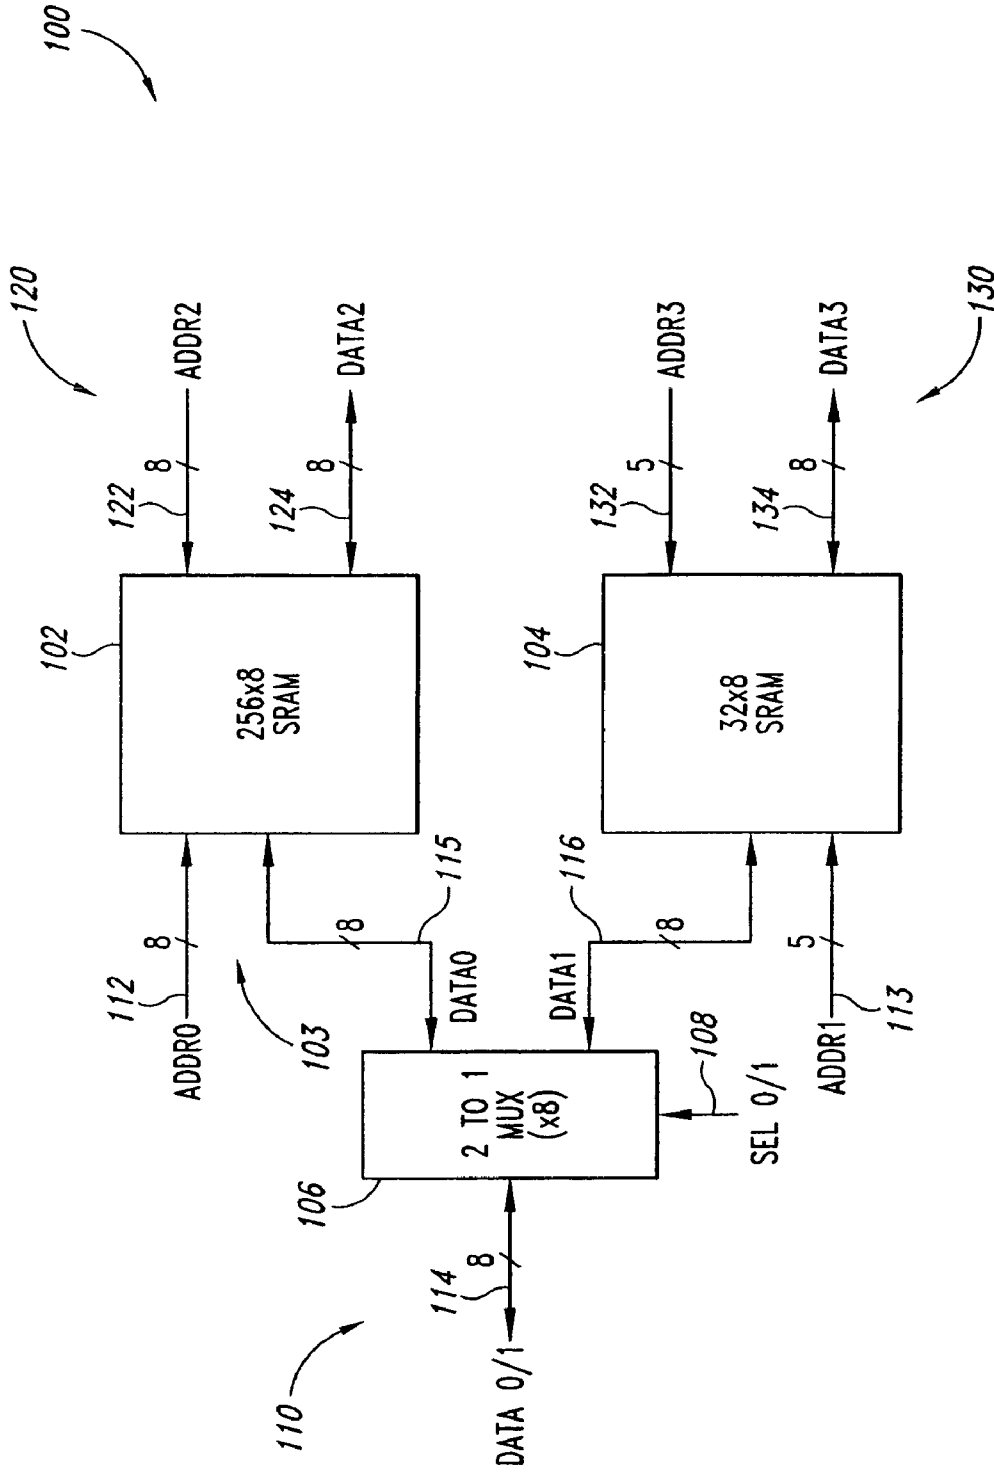 100
120
ADDR2
8
122
DATA2
8
124
102
256x8
SRAM
ADDR0
8
112
103
8
115
DATA0
130
ADDR3
5
132
DATA3
8
134
104
32x8
SRAM
DATA1
8
116
ADDR1
5
113
2 TO 1
MUX
(x8)
106
SEL 0/1
108
DATA 0/1
8
114
110